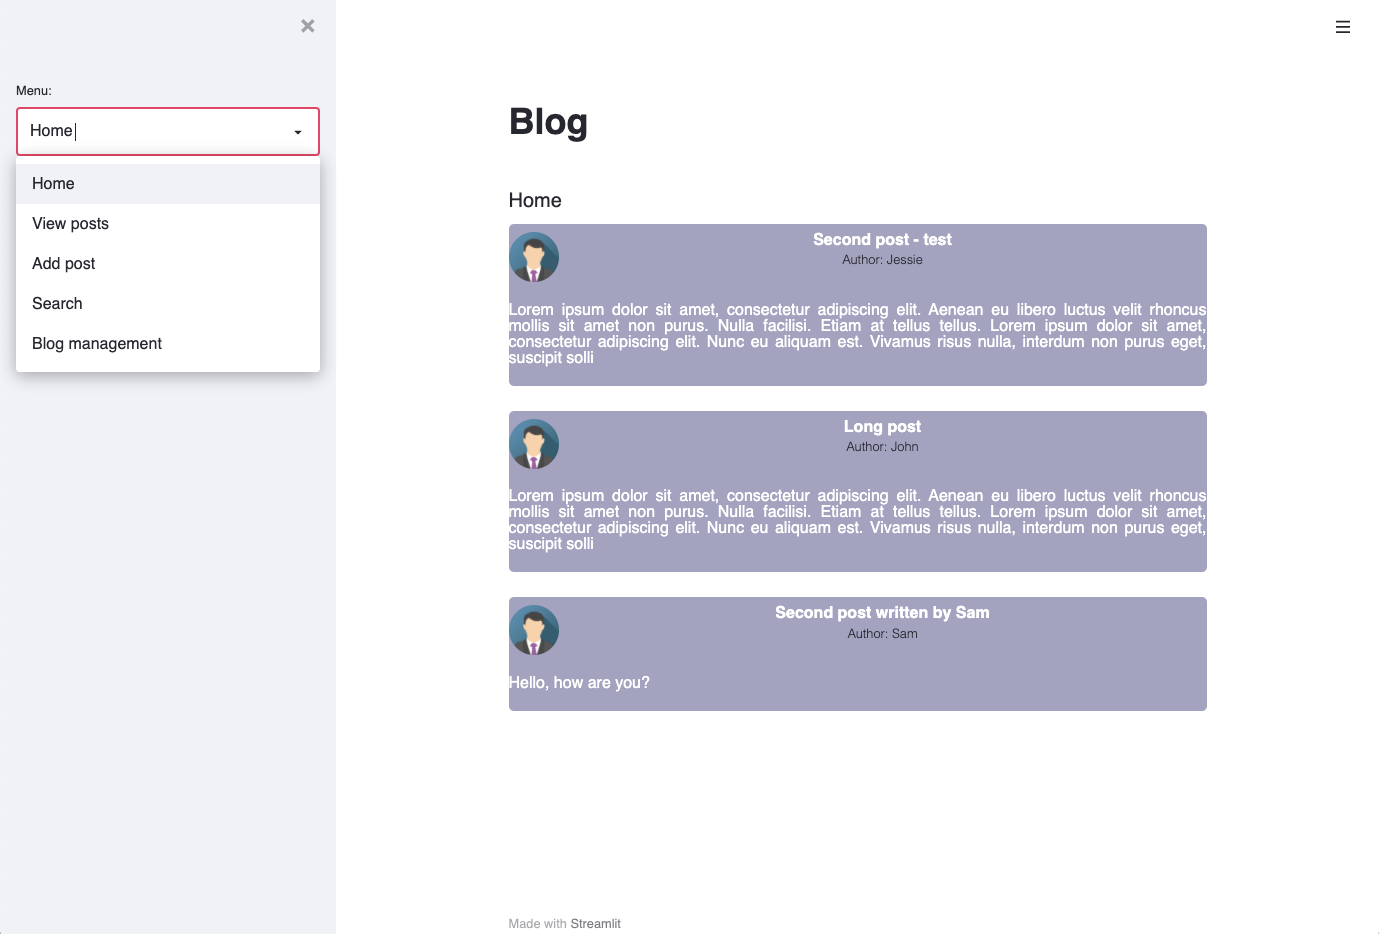 Menu:
Home
Home
View posts
Add post
Search
Blog management
Blog
Home
Second post - test
Author: Jessie
Lorem ipsum dolor sit amet, consectetur adipiscing elit. Aenean eu libero luctus velit rhoncus
mollis sit amet non purus. Nulla facilisi. Etiam at tellus tellus. Lorem ipsum dolor sit amet,
consectetur adipiscing elit. Nunc eu aliquam est. Vivamus risus nulla, interdum non purus eget,
suscipit solli
Long post
Author: John
Lorem ipsum dolor sit amet, consectetur adipiscing elit. Aenean eu libero luctus velit rhoncus
mollis sit amet non purus. Nulla facilisi. Etiam at tellus tellus. Lorem ipsum dolor sit amet,
consectetur adipiscing elit. Nunc eu aliquam est. Vivamus risus nulla, interdum non purus eget,
suscipit solli
Second post written by Sam
Author: Sam
Hello, how are you?
Made with Streamlit